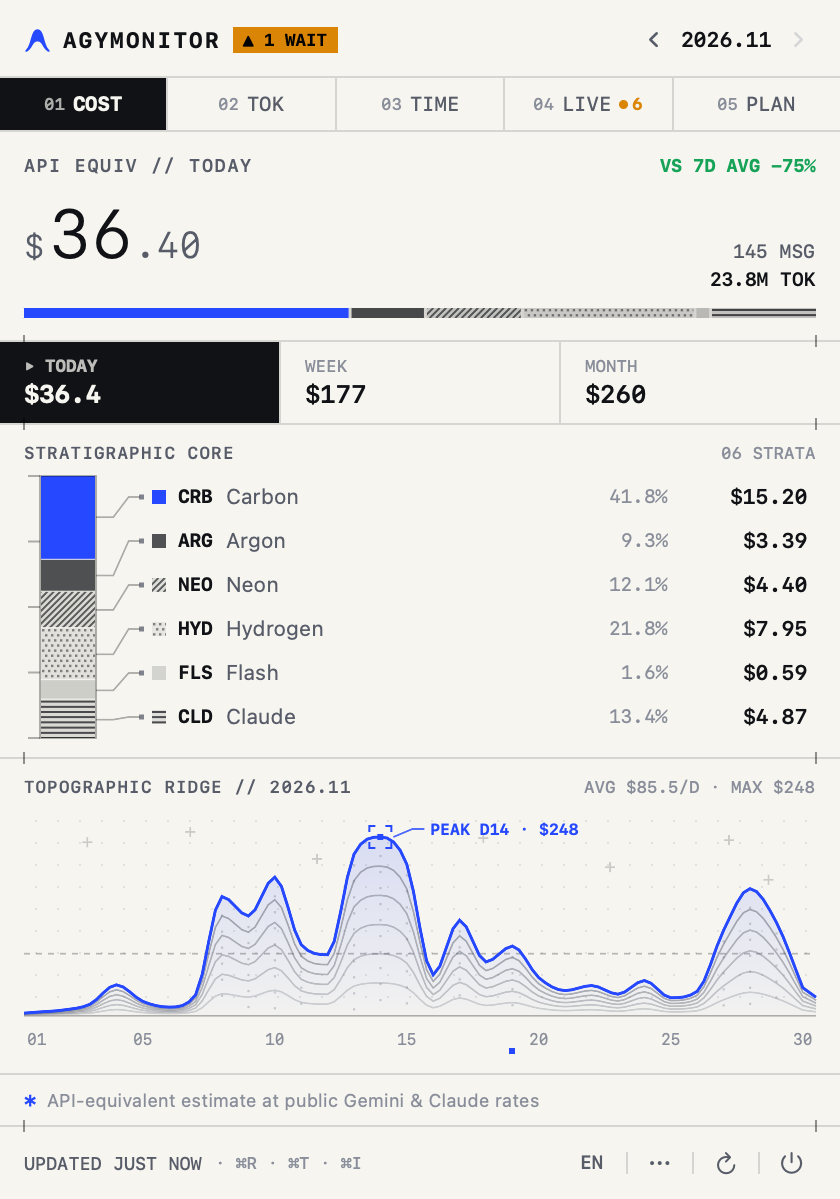 AGYMONITOR ▲ 1 WAIT
2026.11
01 COST
02 TOK
03 TIME
04 LIVE ●6
05 PLAN
API EQUIV // TODAY
VS 7D AVG −75%
$36.40
145 MSG
23.8M TOK
▶ TODAY
$36.4
WEEK
$177
MONTH
$260
STRATIGRAPHIC CORE
06 STRATA
CRB Carbon 41.8% $15.20
ARG Argon 9.3% $3.39
NEO Neon 12.1% $4.40
HYD Hydrogen 21.8% $7.95
FLS Flash 1.6% $0.59
CLD Claude 13.4% $4.87
TOPOGRAPHIC RIDGE // 2026.11
AVG $85.5/D · MAX $248
PEAK D14 · $248
01 05 10 15 20 25 30
* API-equivalent estimate at public Gemini & Claude rates
UPDATED JUST NOW · ⌘R · ⌘T · ⌘I
EN